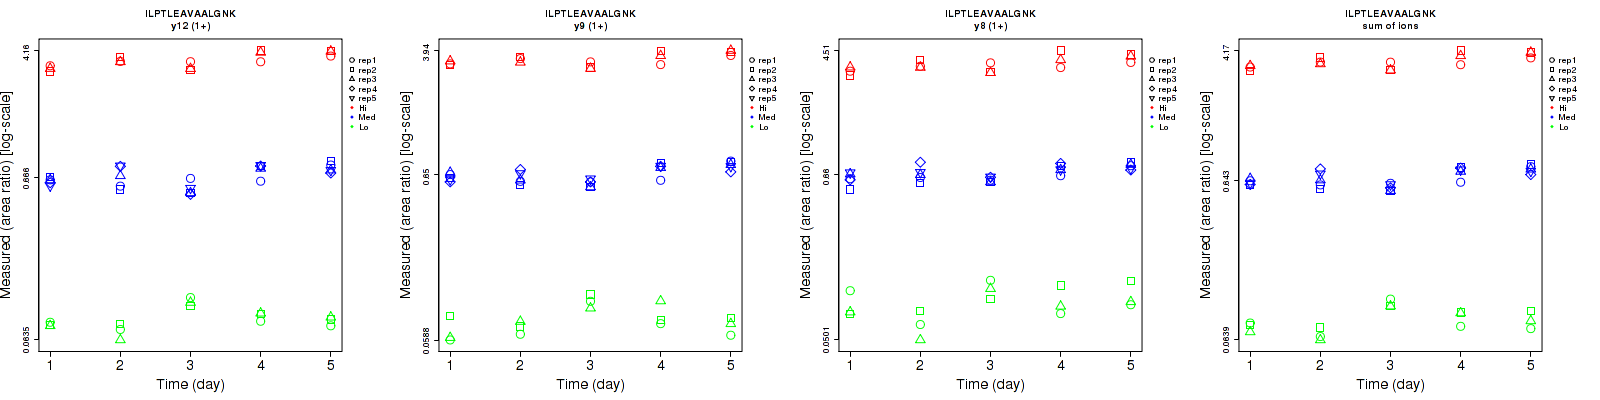 ILPTLEAVAALGNK
y12 (1+)
Measured (area ratio) [log-scale]
4.16
0.666
0.0635
1 2 3 4 5
Time (day)
rep1
rep2
rep3
rep4
rep5
Hi
Med
Lo
ILPTLEAVAALGNK
y9 (1+)
Measured (area ratio) [log-scale]
3.94
0.65
0.0588
1 2 3 4 5
Time (day)
rep1
rep2
rep3
rep4
rep5
Hi
Med
Lo
ILPTLEAVAALGNK
y8 (1+)
Measured (area ratio) [log-scale]
4.51
0.66
0.0501
1 2 3 4 5
Time (day)
rep1
rep2
rep3
rep4
rep5
Hi
Med
Lo
ILPTLEAVAALGNK
sum of ions
Measured (area ratio) [log-scale]
4.17
0.643
0.0639
1 2 3 4 5
Time (day)
rep1
rep2
rep3
rep4
rep5
Hi
Med
Lo